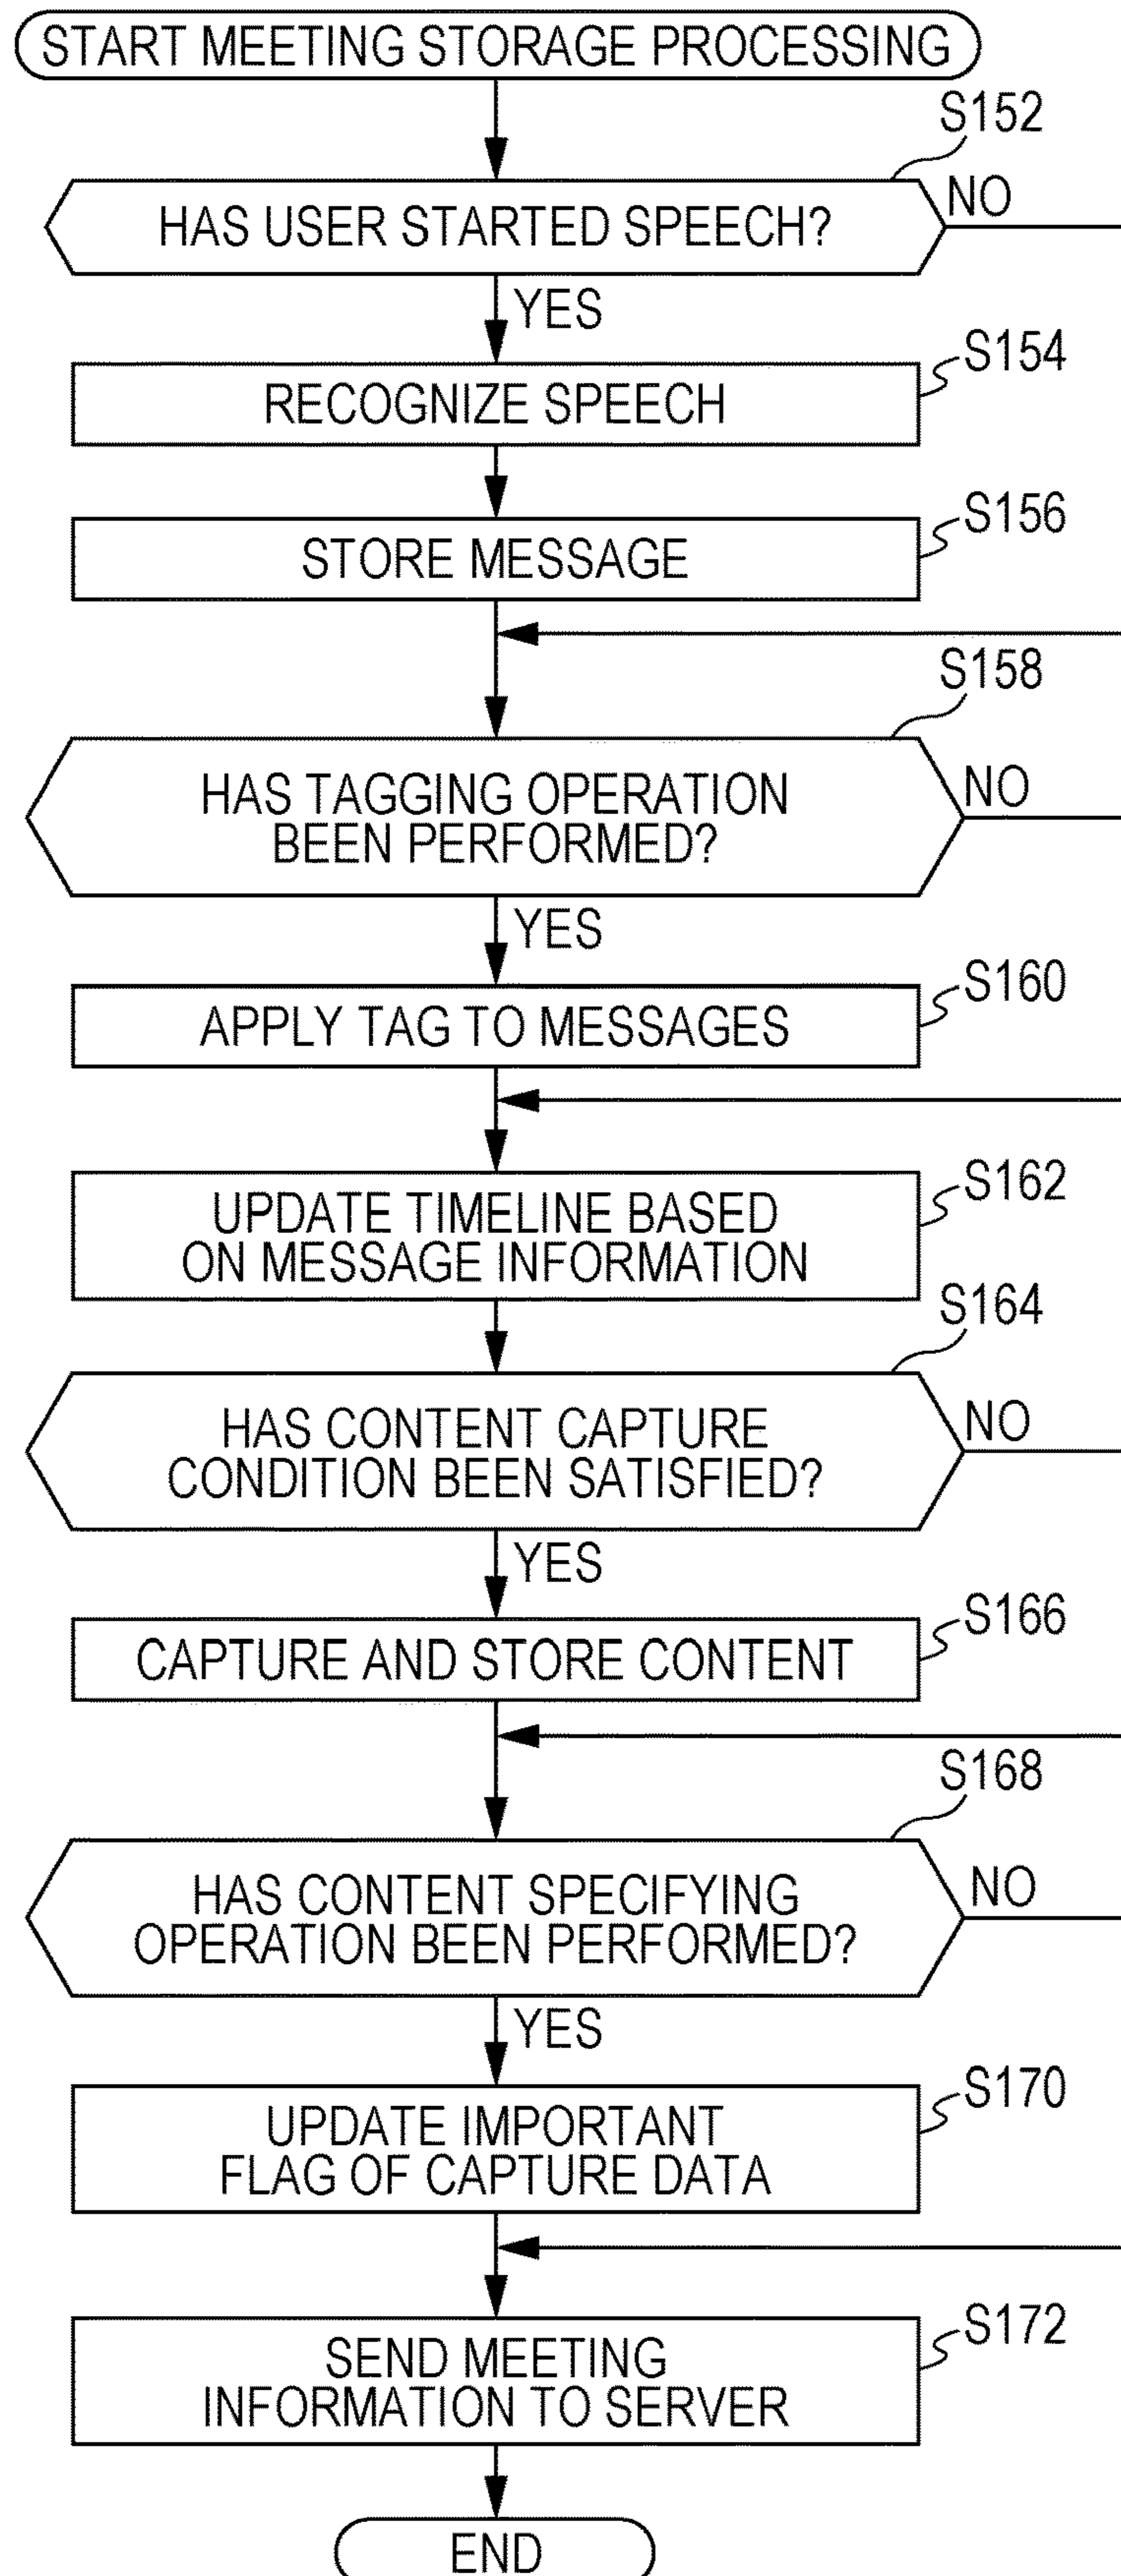 START MEETING STORAGE PROCESSING
S152
HAS USER STARTED SPEECH?
NO
YES
S154
RECOGNIZE SPEECH
S156
STORE MESSAGE
S158
HAS TAGGING OPERATION
BEEN PERFORMED?
NO
YES
S160
APPLY TAG TO MESSAGES
S162
UPDATE TIMELINE BASED
ON MESSAGE INFORMATION
S164
HAS CONTENT CAPTURE
CONDITION BEEN SATISFIED?
NO
YES
S166
CAPTURE AND STORE CONTENT
S168
HAS CONTENT SPECIFYING
OPERATION BEEN PERFORMED?
NO
YES
S170
UPDATE IMPORTANT
FLAG OF CAPTURE DATA
S172
SEND MEETING
INFORMATION TO SERVER
END